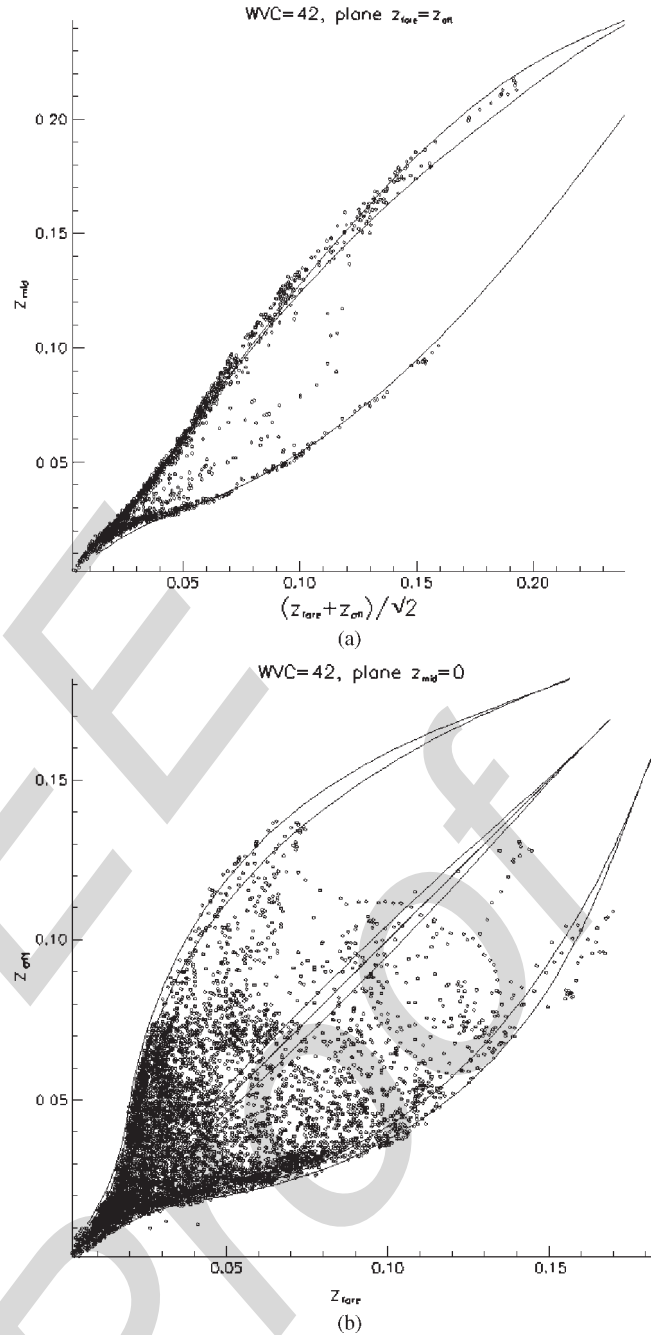 WVC=42, plane z_fore=z_aft
0.20
0.15
z_mid
0.10
0.05
0.05 0.10 0.15 0.20
(z_fore+z_aft)/√2
(a)
WVC=42, plane z_mid=0
0.15
0.10
z_aft
0.05
0.05 0.10 0.15
z_fore
(b)
IEEE
Proof